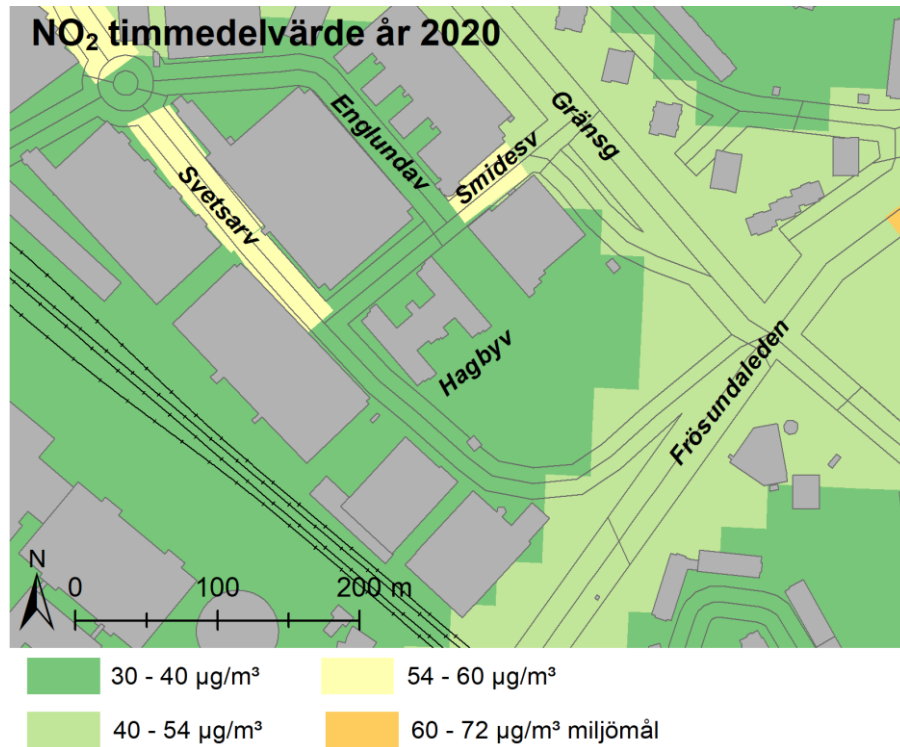 NO₂ timmedelvärde år 2020
Englundav
Gränsg
Smidesv
Svetsarv
Hagbyv
Frösundaleden
N
0 100 200 m
30 - 40 µg/m³
54 - 60 µg/m³
40 - 54 µg/m³
60 - 72 µg/m³ miljömål